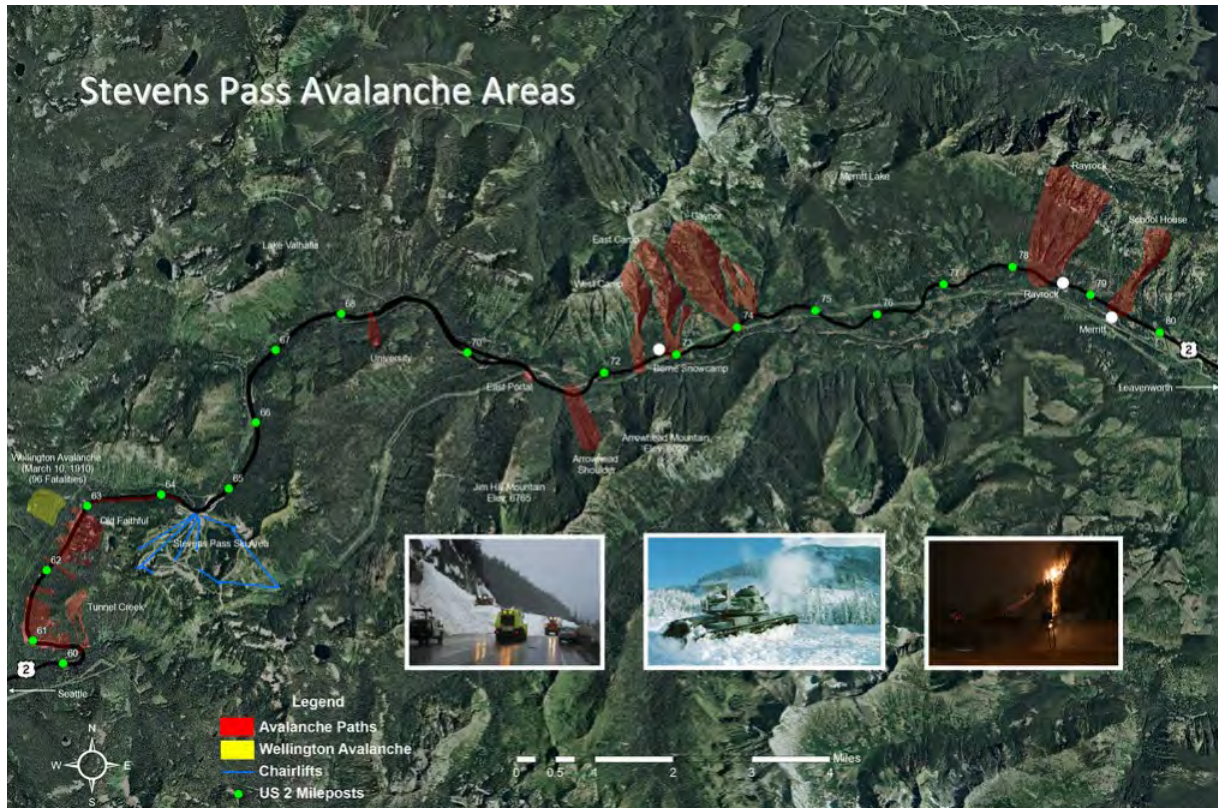 Stevens Pass Avalanche Areas
Raysrock
Merritt Lake
School House
Gaynor
East Camp
Lake Valhalla
West Camp
78
77
79
Rayrock
68
75
76
80
74
Merritt
2
67
University
70
72
73
Berne Snowcamp
Leavenworth
East Portal
66
Arrowhead Mountain,
Arrowhead
Shoulder
Wellington Avalanche
(March 10, 1910)
(96 Fatalities)
Jim Hill Mountain
Elev. 6765
65
64
63
Old Faithful
Stevens Pass Ski Area
62
Tunnel Creek
61
60
2
Seattle
Legend
Avalanche Paths
Wellington Avalanche
Chairlifts
US 2 Mileposts
N
W
E
S
Miles
0
0.5
1
2
3
4